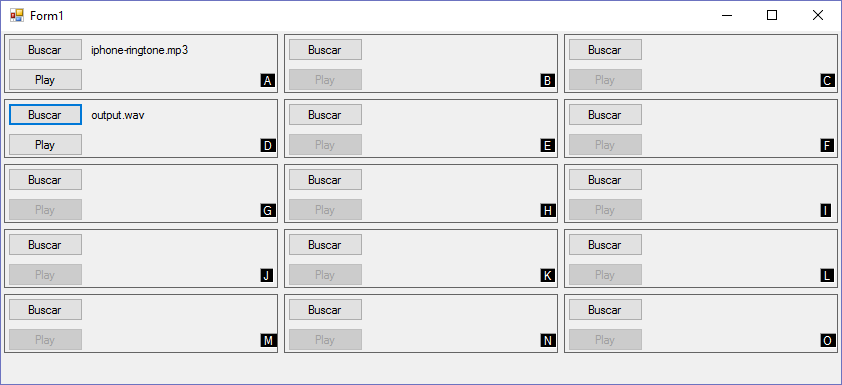 Form1
Buscar iphone-ringtone.mp3 Buscar Buscar
Play A Play B Play C
Buscar output.wav Buscar Buscar
Play D Play E Play F
Buscar Buscar Buscar
Play G Play H Play I
Buscar Buscar Buscar
Play J Play K Play L
Buscar Buscar Buscar
Play M Play N Play O